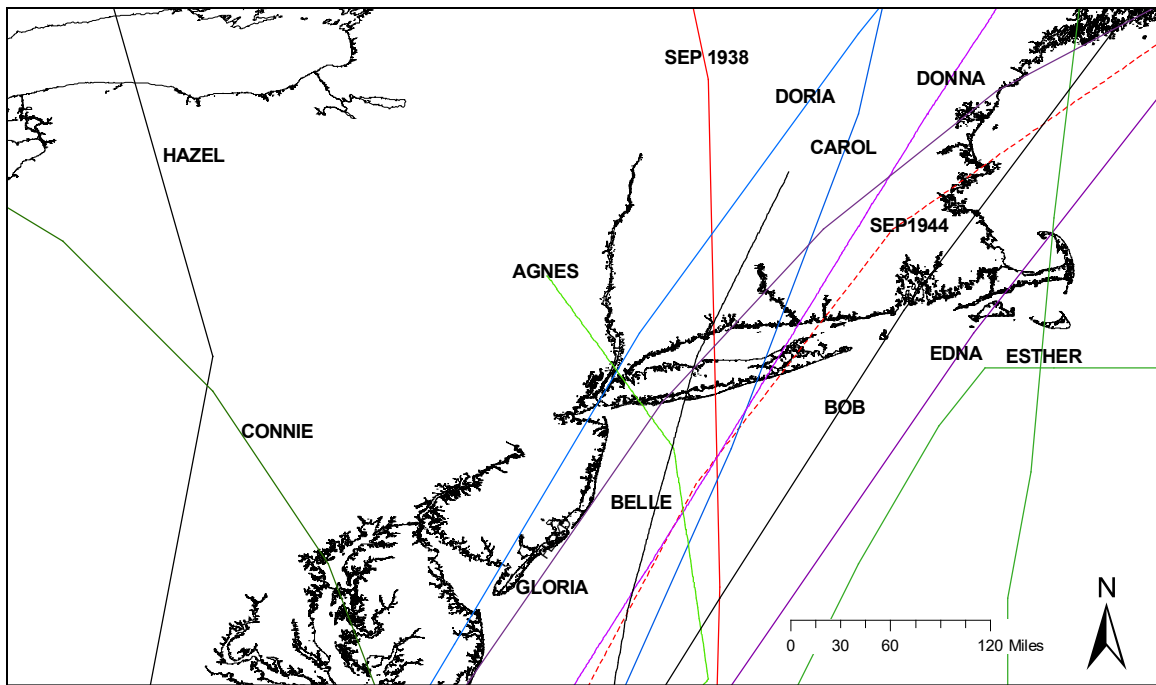 SEP 1938
DONNA
DORIA
CAROL
HAZEL
SEP1944
AGNES
EDNA
ESTHER
BOB
CONNIE
BELLE
GLORIA
N
0 30 60 120 Miles